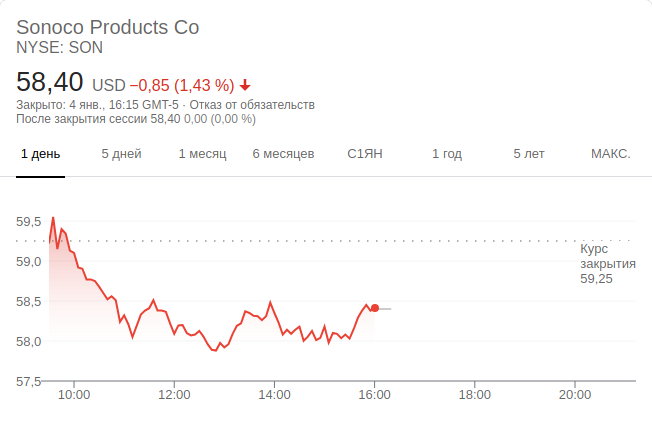 Sonoco Products Co
NYSE: SON
58,40 USD −0,85 (1,43 %)
Закрыто: 4 янв., 16:15 GMT-5 · Отказ от обязательств
После закрытия сессии 58,40 0,00 (0,00 %)
1 день 5 дней 1 месяц 6 месяцев С1ЯН 1 год 5 лет МАКС.
59,5
Курс
закрытия
59,25
59,0
58,5
58,0
57,5
10:00 12:00 14:00 16:00 18:00 20:00